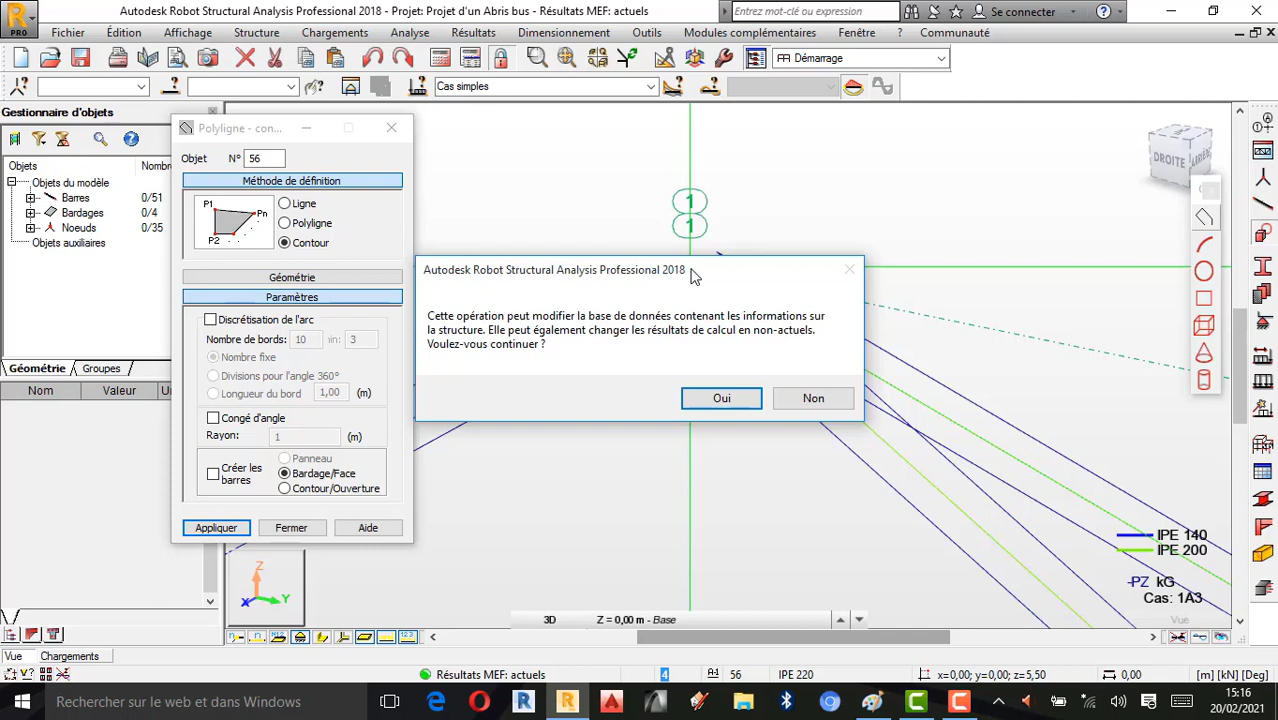 Autodesk Robot Structural Analysis Professional 2018 - Projet: Projet d'un Abris bus - Résultats MEF: actuels
Entrez mot-clé ou expression
Se connecter
PRO
Fichier Édition Affichage Structure Chargements Analyse Résultats Dimensionnement Outils Modules complémentaires Fenêtre ? Communauté
Démarrage
Cas simples
Gestionnaire d'objets
Objets Nombre
Objets du modèle
Barres 0/51
Bardages 0/4
Noeuds 0/35
Objets auxiliaires
Géométrie Groupes
Nom Valeur
Polyligne - con...
Objet N° 56
Méthode de définition
P1 Pn
P2
Ligne
Polyligne
Contour
Géométrie
Paramètres
Discrétisation de l'arc
Nombre de bords: 10 in: 3
Nombre fixe
Divisions pour l'angle 360°
Longueur du bord 1,00 (m)
Congé d'angle
Rayon: 1 (m)
Créer les barres
Panneau
Bardage/Face
Contour/Ouverture
Appliquer Fermer Aide
1
1
DROITE
ARRIÈRE
Autodesk Robot Structural Analysis Professional 2018
Cette opération peut modifier la base de données contenant les informations sur
la structure. Elle peut également changer les résultats de calcul en non-actuels.
Voulez-vous continuer ?
Oui Non
IPE 140
IPE 200
-PZ kG
Cas: 1A3
Vue
Z
X Y
3D Z = 0,00 m - Base
Vue Chargements
Résultats MEF: actuels 4 56 IPE 220 x=0,00; y=0,00; z=5,50 0,00 [m] [kN] [Deg]
Rechercher sur le web et dans Windows
15:16
20/02/2021